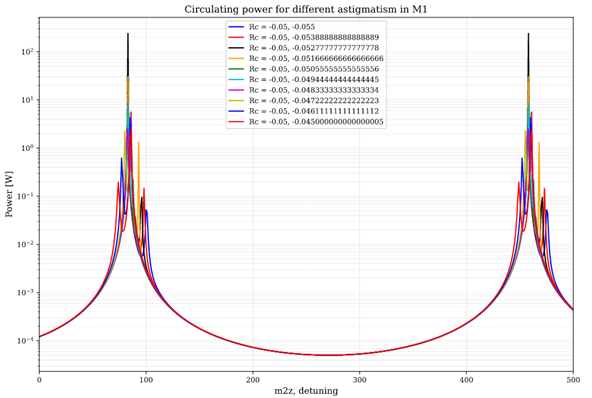 Circulating power for different astigmatism in M1
Rc = -0.05, -0.055
Rc = -0.05, -0.05388888888888889
Rc = -0.05, -0.05277777777777778
Rc = -0.05, -0.051666666666666666
Rc = -0.05, -0.05055555555555556
Rc = -0.05, -0.04944444444444445
Rc = -0.05, -0.04833333333333334
Rc = -0.05, -0.04722222222222223
Rc = -0.05, -0.04611111111111112
Rc = -0.05, -0.045000000000000005
Power [W]
10²
10¹
10⁰
10⁻¹
10⁻²
10⁻³
10⁻⁴
0 100 200 300 400 500
m2z, detuning